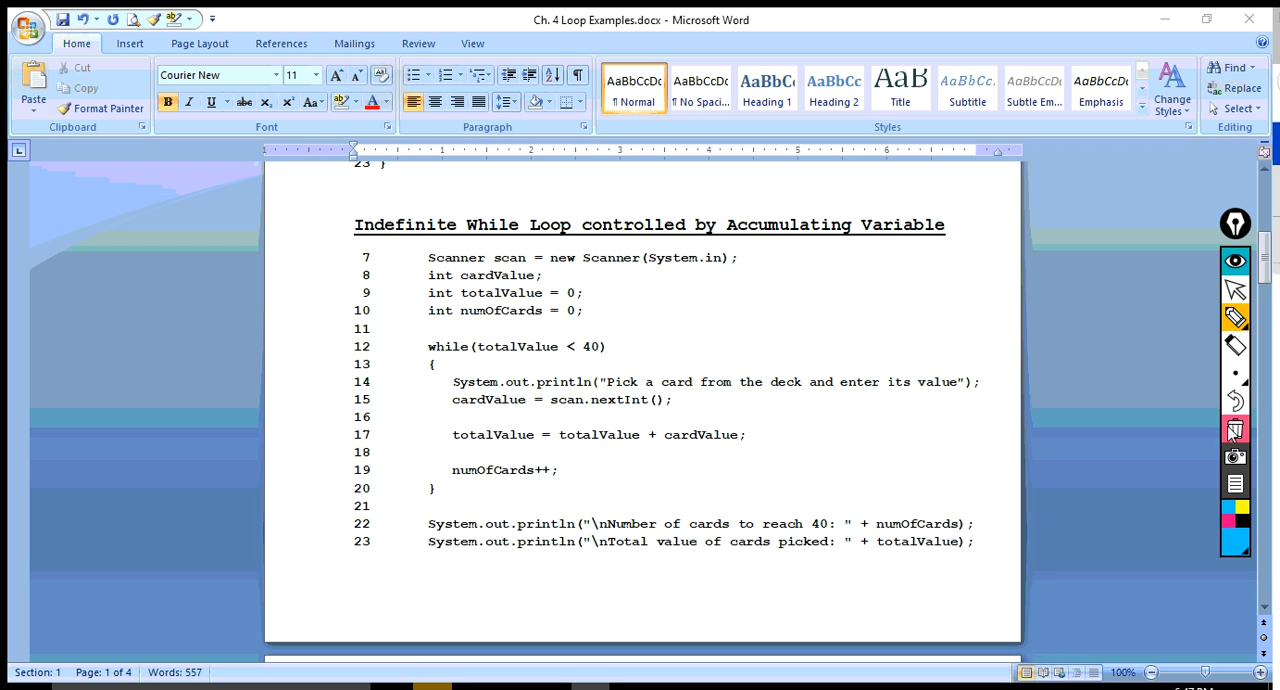 Ch. 4 Loop Examples.docx - Microsoft Word
Home Insert Page Layout References Mailings Review View
Paste
Cut
Copy
Format Painter
Clipboard
Courier New 11
Font
Paragraph
AaBbCcDc AaBbCcDc AaBbCc AaBbCc AaB AaBbCc. AaBbCcDc AaBbCcDc
¶ Normal ¶ No Spaci... Heading 1 Heading 2 Title Subtitle Subtle Em... Emphasis
Change Styles
Styles
Find
Replace
Select
Editing
23 }
Indefinite While Loop controlled by Accumulating Variable
7 Scanner scan = new Scanner(System.in);
8 int cardValue;
9 int totalValue = 0;
10 int numOfCards = 0;
11
12 while(totalValue < 40)
13 {
14 System.out.println("Pick a card from the deck and enter its value");
15 cardValue = scan.nextInt();
16
17 totalValue = totalValue + cardValue;
18
19 numOfCards++;
20 }
21
22 System.out.println("\nNumber of cards to reach 40: " + numOfCards);
23 System.out.println("\nTotal value of cards picked: " + totalValue);
Section: 1 Page: 1 of 4 Words: 557 100%